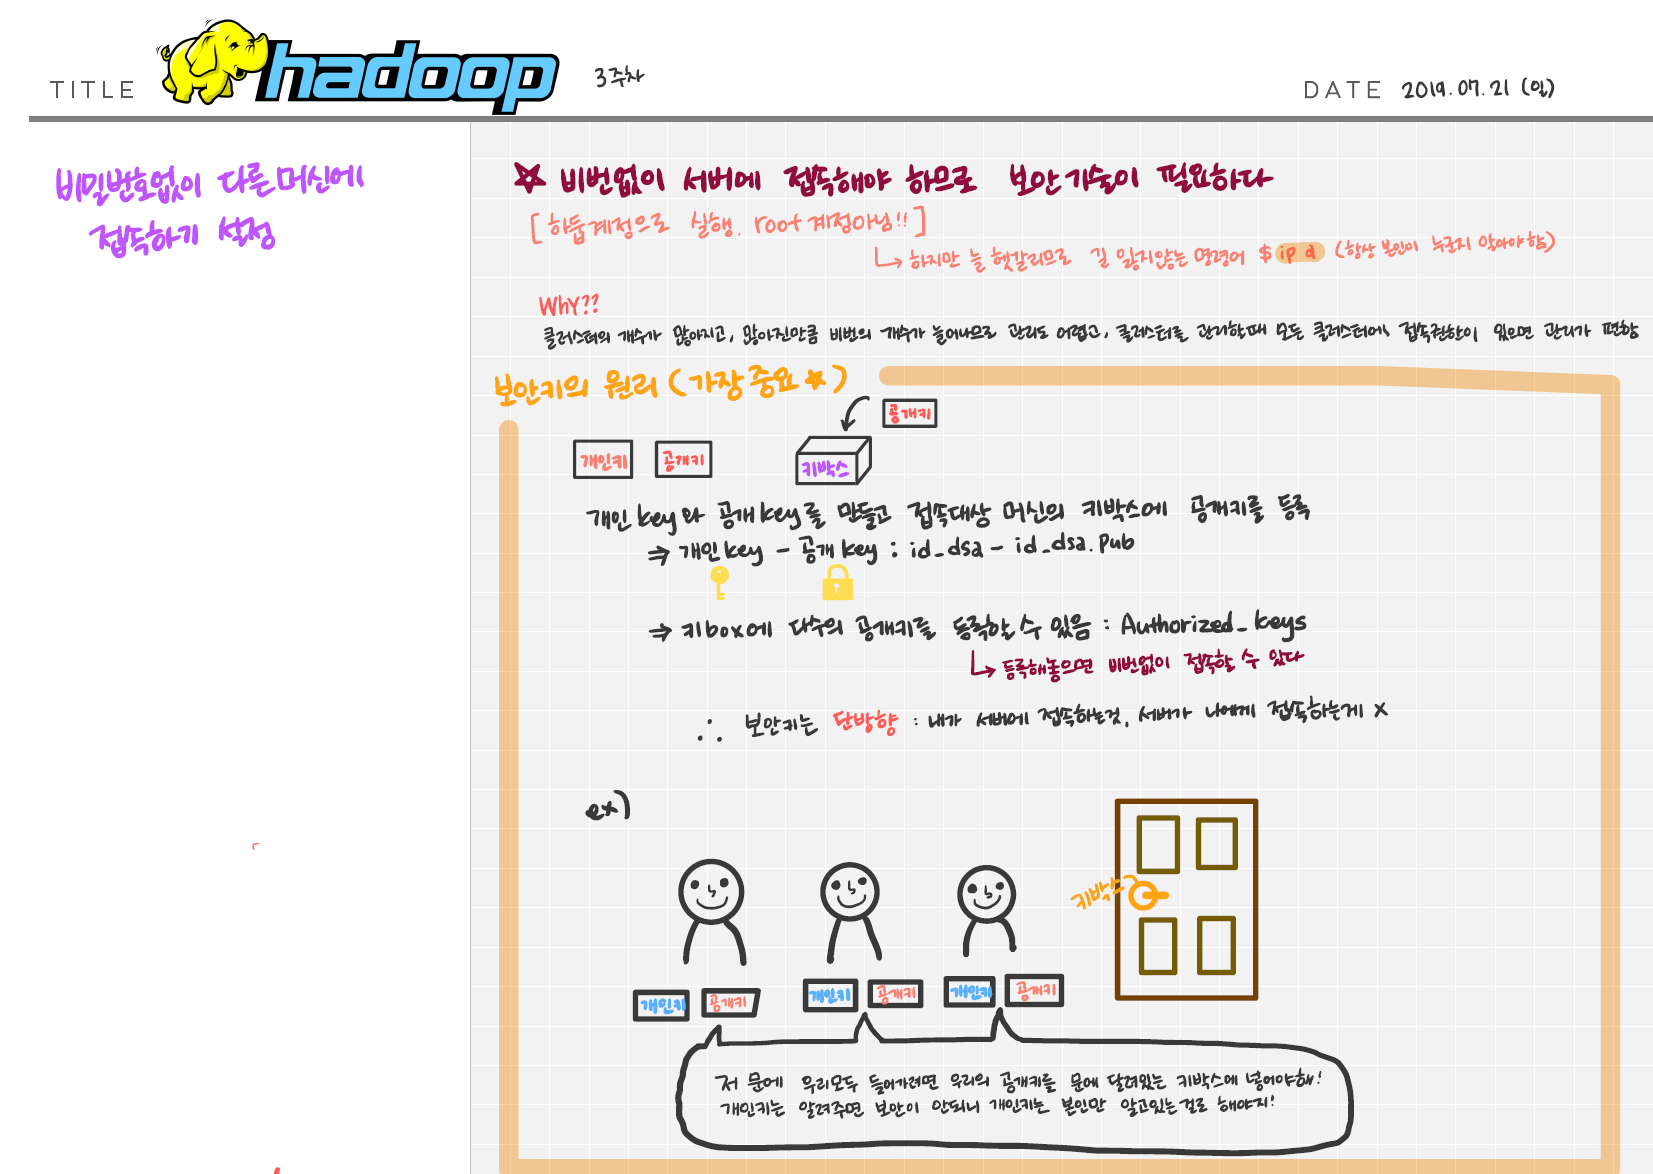 TITLE hadoop 3주차 DATE 2019.07.21 (일)
비밀번호없이 다른머신에
접속하기 설정
☆ 비번없이 서버에 접속해야 하므로 보안기술이 필요하다
[하둡계정으로 실행. root계정아님!!]
↳ 하지만 늘 헷갈리므로 길 잃지않는 명령어 $ ip a (항상 본인이 누군지 알아야함)
WhY??
클러스터의 개수가 많아지고, 많아진만큼 비번의 개수가 늘어나므로 관리도 어렵고, 클러스터를 관리할때 모든 클러스터에 접속권한이 있으면 관리가 편함
보안키의 원리 (가장중요☆)
공개키
개인키 공개키 키박스
개인key와 공개key를 만들고 접속대상 머신의 키박스에 공개키를 등록
⇒ 개인key - 공개key : id_dsa - id_dsa.Pub
⇒ 키box에 다수의 공개키를 등록할 수 있음 : Authorized_keys
↳ 등록해놓으면 비번없이 접속할 수 있다
∴ 보안키는 단방향 : 내가 서버에 접속하는것, 서버가 나에게 접속하는게 x
ex)
키박스
개인키 공개키 개인키 공개키 개인키 공개키
저 문에 우리모두 들어가려면 우리의 공개키를 문에 달려있는 키박스에 넣어야해!
개인키는 알려주면 보안이 안되니 개인키는 본인만 알고있는걸로 해야지!